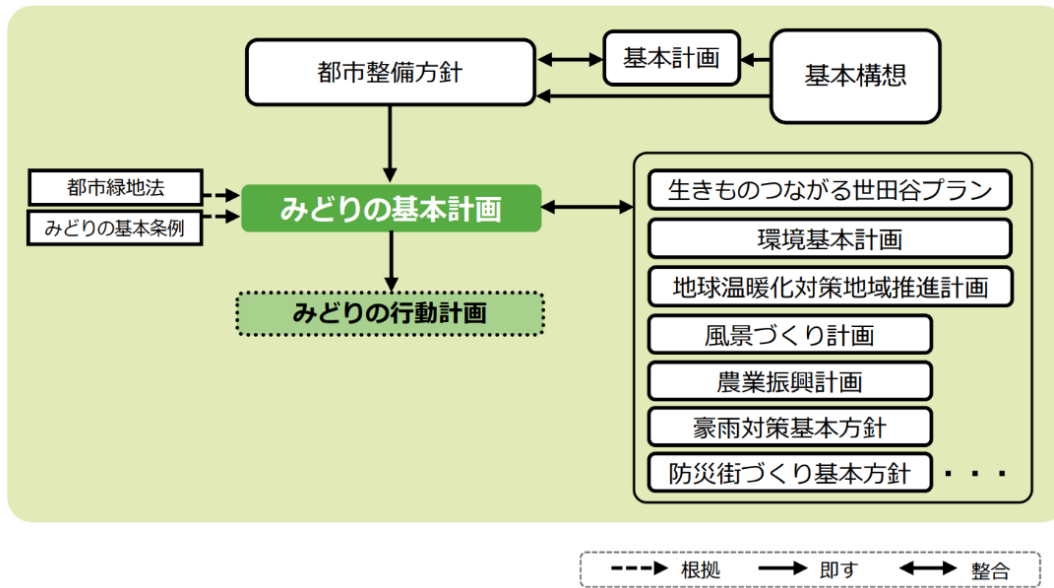 都市整備方針
基本計画
基本構想
都市緑地法
みどりの基本条例
みどりの基本計画
みどりの行動計画
生きものつながる世田谷プラン
環境基本計画
地球温暖化対策地域推進計画
風景づくり計画
農業振興計画
豪雨対策基本方針
防災街づくり基本方針 ・・・
根拠 即す 整合